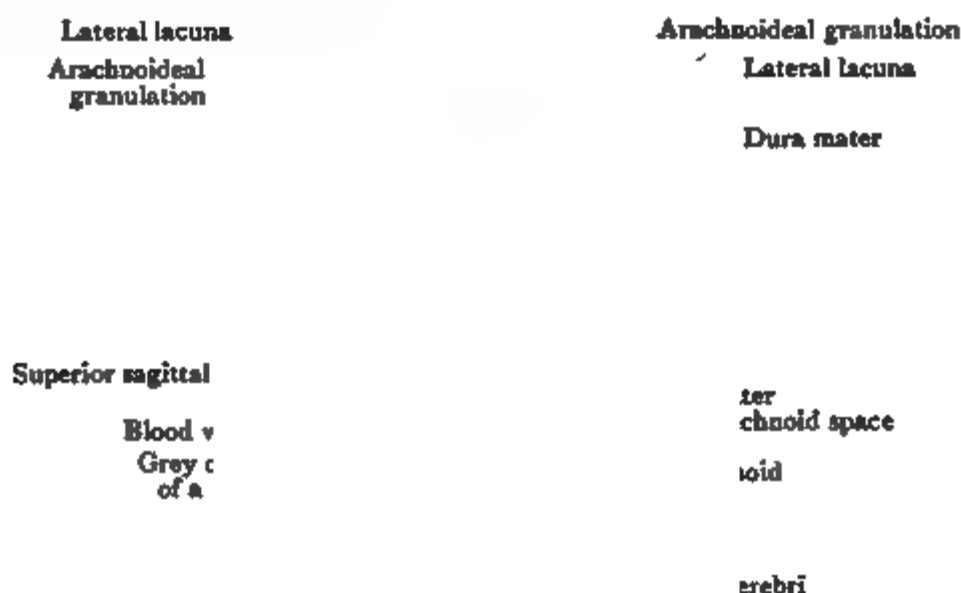 Lateral lacuna
Arachnoideal
granulation
Arachnoideal granulation
Lateral lacuna
Dura mater
Superior sagittal
Blood v
Grey c
of a
ter
chnoid space
noid
erebri